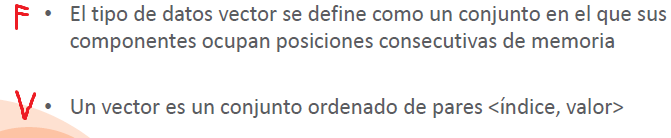 F • El tipo de datos vector se define como un conjunto en el que sus
componentes ocupan posiciones consecutivas de memoria
V • Un vector es un conjunto ordenado de pares <índice, valor>